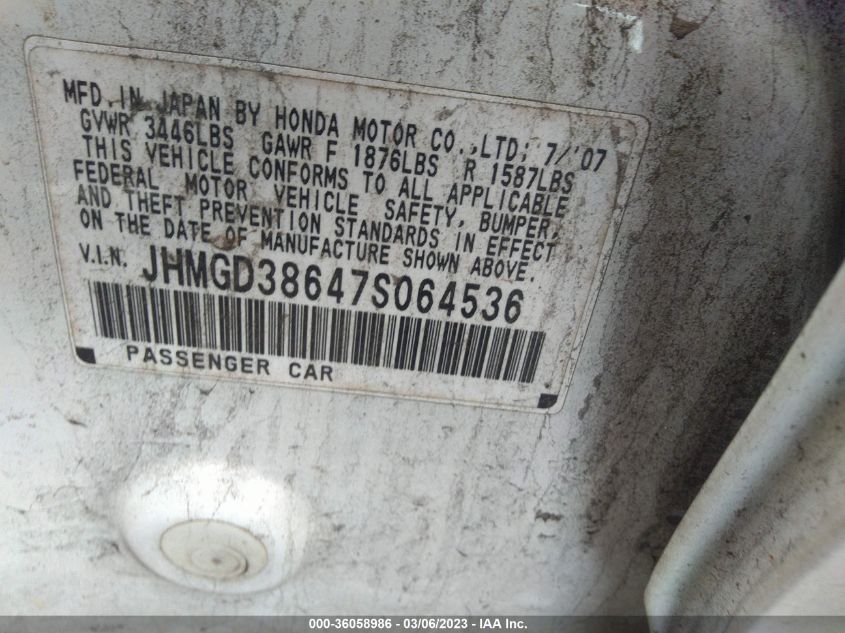 MFD. IN JAPAN BY HONDA MOTOR CO., LTD; 7/'07
GVWR 3446LBS GAWR F 1876LBS R 1587LBS
THIS VEHICLE CONFORMS TO ALL APPLICABLE
FEDERAL MOTOR VEHICLE SAFETY, BUMPER,
AND THEFT PREVENTION STANDARDS IN EFFECT
ON THE DATE OF MANUFACTURE SHOWN ABOVE.
V.I.N. JHMGD38647S064536
PASSENGER CAR
000-36058986 - 03/06/2023 - IAA Inc.